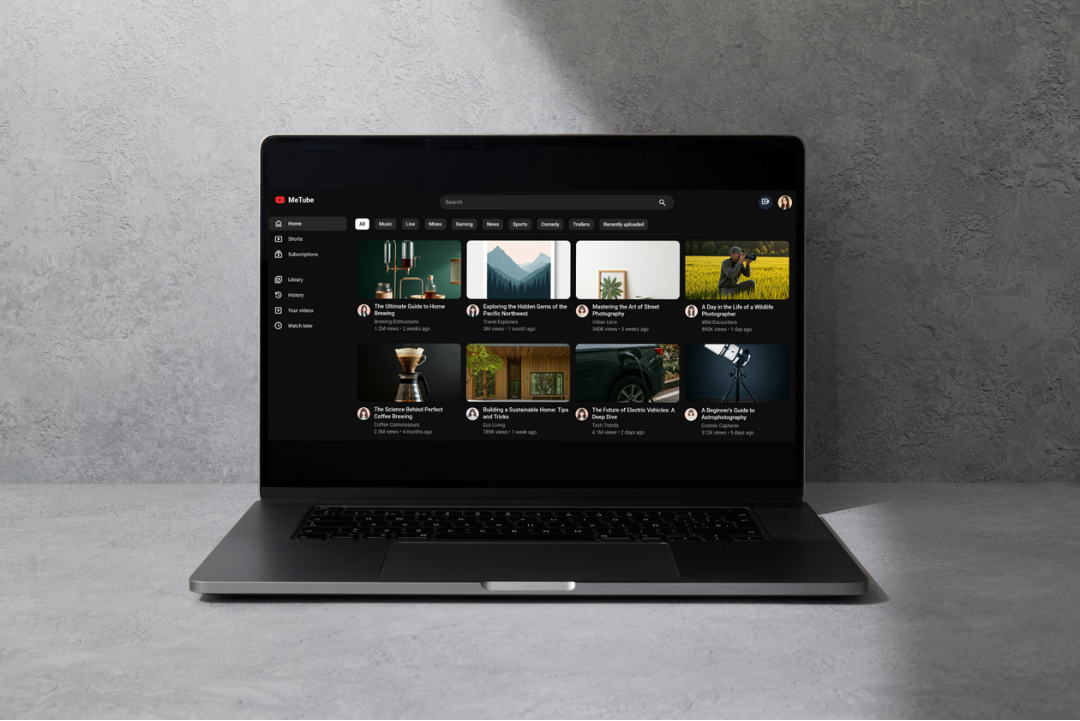 MeTube
Search
Home
Shorts
Subscriptions
Library
History
Your videos
Watch later
All
Music
Live
Mixes
Gaming
News
Sports
Comedy
Trailers
Recently uploaded
The Ultimate Guide to Home
Brewing
Brewing Enthusiasts
1.2M views • 2 weeks ago
Exploring the Hidden Gems of the
Pacific Northwest
Travel Explorers
3M views • 1 month ago
Mastering the Art of Street
Photography
Urban Lens
540K views • 3 weeks ago
A Day in the Life of a Wildlife
Photographer
Wild Encounters
890K views • 1 day ago
The Science Behind Perfect
Coffee Brewing
Coffee Connoisseurs
2.5M views • 4 months ago
Building a Sustainable Home: Tips
and Tricks
Eco Living
789K views • 1 week ago
The Future of Electric Vehicles: A
Deep Dive
Tech Trends
4.1M views • 2 days ago
A Beginner's Guide to
Astrophotography
Cosmic Captures
312K views • 5 days ago